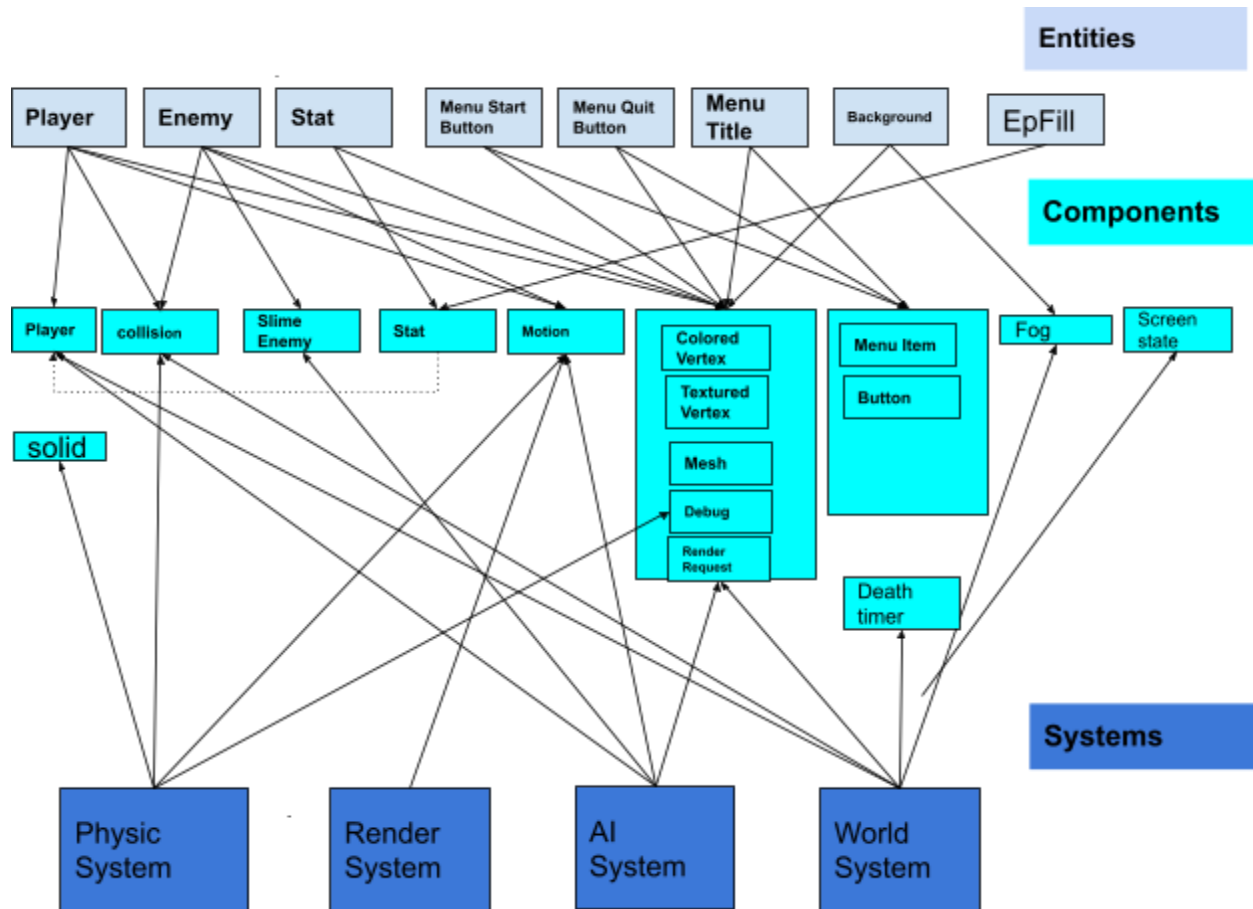 Entities
Player
Enemy
Stat
Menu Start
Button
Menu Quit
Button
Menu
Title
Background
EpFill
Components
Player
collision
Slime
Enemy
Stat
Motion
Colored
Vertex
Textured
Vertex
Mesh
Debug
Render
Request
Menu Item
Button
Fog
Screen
state
solid
Death
timer
Systems
Physic
System
Render
System
AI
System
World
System